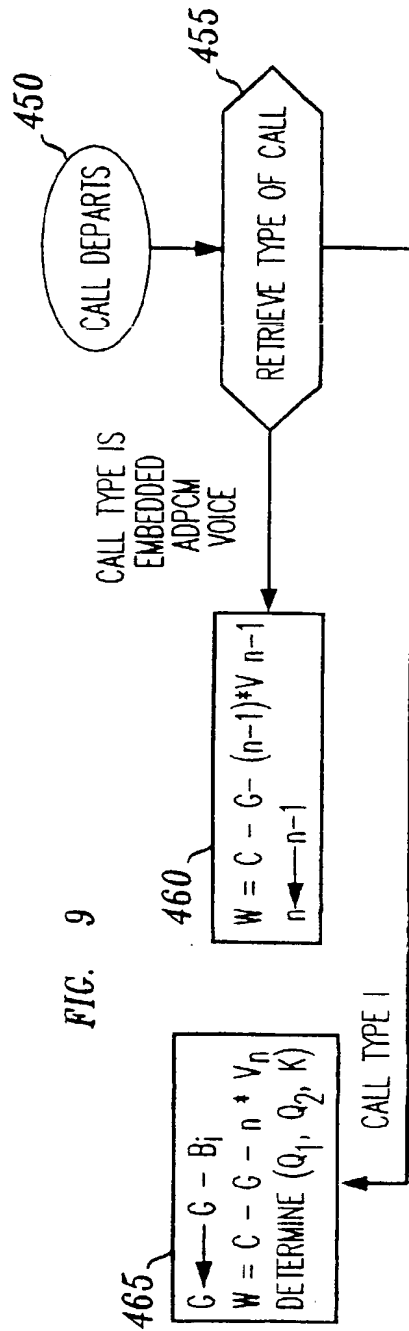 FIG. 9
450
CALL DEPARTS
455
RETRIEVE TYPE OF CALL
CALL TYPE IS
EMBEDDED
ADPCM
VOICE
460
W = C - G - (n-1)*V n-1
n ← n-1
465
G ← G - Bi
W = C - G - n * Vn
DETERMINE (Q1, Q2, K)
CALL TYPE I